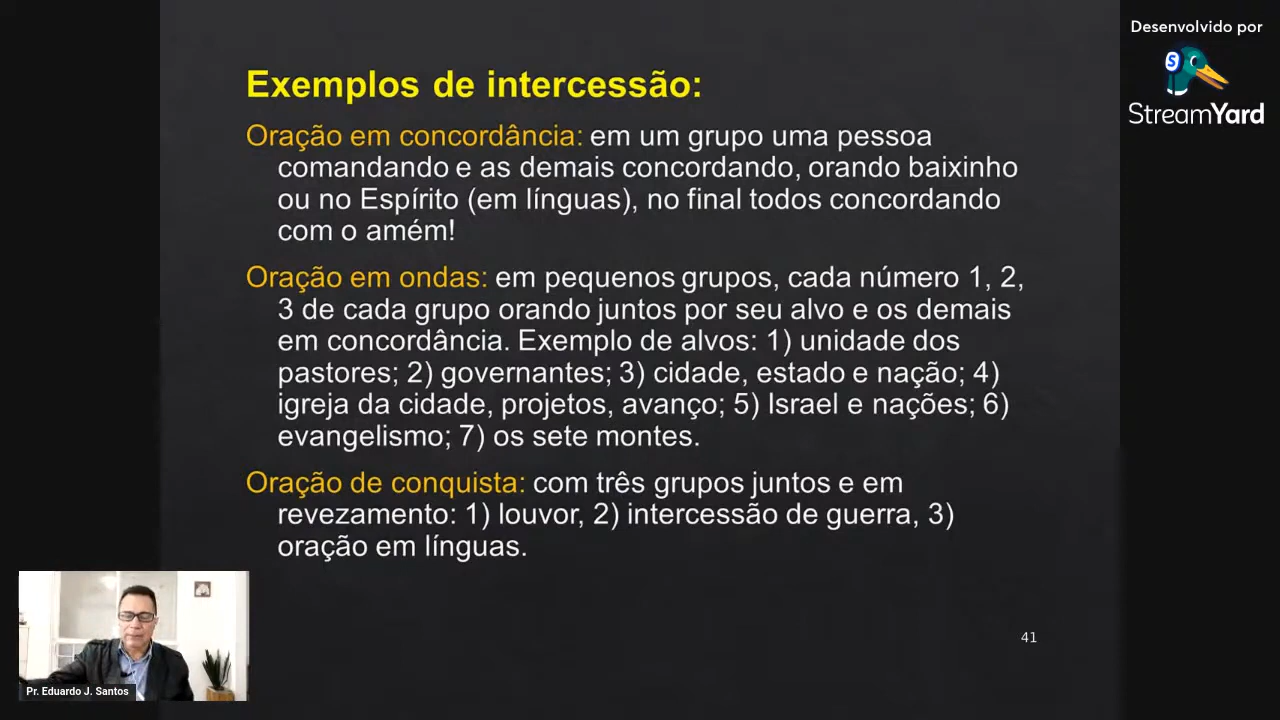 Desenvolvido por
StreamYard
Exemplos de intercessão:
Oração em concordância: em um grupo uma pessoa
comandando e as demais concordando, orando baixinho
ou no Espírito (em línguas), no final todos concordando
com o amém!
Oração em ondas: em pequenos grupos, cada número 1, 2,
3 de cada grupo orando juntos por seu alvo e os demais
em concordância. Exemplo de alvos: 1) unidade dos
pastores; 2) governantes; 3) cidade, estado e nação; 4)
igreja da cidade, projetos, avanço; 5) Israel e nações; 6)
evangelismo; 7) os sete montes.
Oração de conquista: com três grupos juntos e em
revezamento: 1) louvor, 2) intercessão de guerra, 3)
oração em línguas.
41
Pr. Eduardo J. Santos